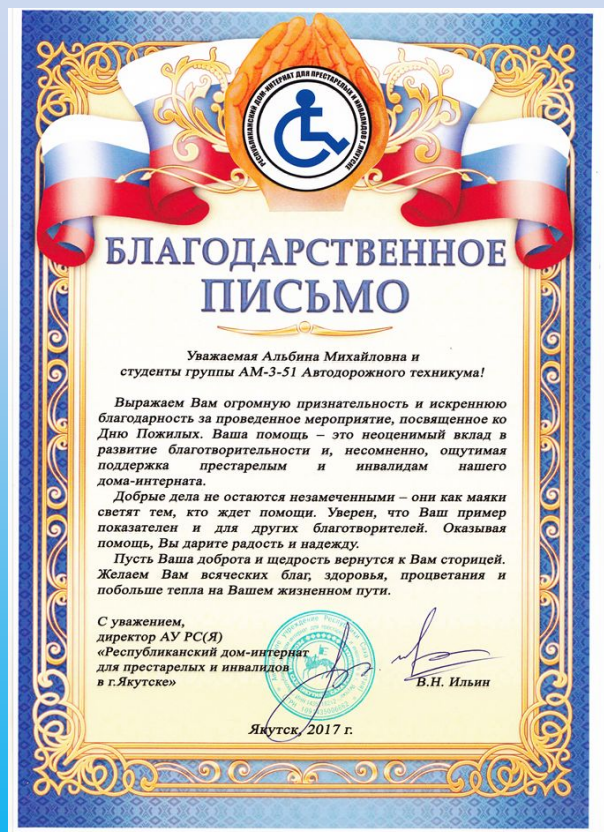 РЕСПУБЛИКАНСКИЙ ДОМ-ИНТЕРНАТ ДЛЯ ПРЕСТАРЕЛЫХ И ИНВАЛИДОВ Г.ЯКУТСКЕ
БЛАГОДАРСТВЕННОЕ
ПИСЬМО
Уважаемая Альбина Михайловна и
студенты группы АМ-3-51 Автодорожного техникума!
Выражаем Вам огромную признательность и искреннюю
благодарность за проведенное мероприятие, посвященное ко
Дню Пожилых. Ваша помощь – это неоценимый вклад в
развитие благотворительности и, несомненно, ощутимая
поддержка престарелым и инвалидам нашего
дома-интерната.
Добрые дела не остаются незамеченными – они как маяки
светят тем, кто ждет помощи. Уверен, что Ваш пример
показателен и для других благотворителей. Оказывая
помощь, Вы дарите радость и надежду.
Пусть Ваша доброта и щедрость вернутся к Вам сторицей.
Желаем Вам всяческих благ, здоровья, процветания и
побольше тепла на Вашем жизненном пути.
С уважением,
директор АУ РС(Я)
«Республиканский дом-интернат
для престарелых и инвалидов
в г.Якутске»
В.Н. Ильин
Якутск, 2017 г.